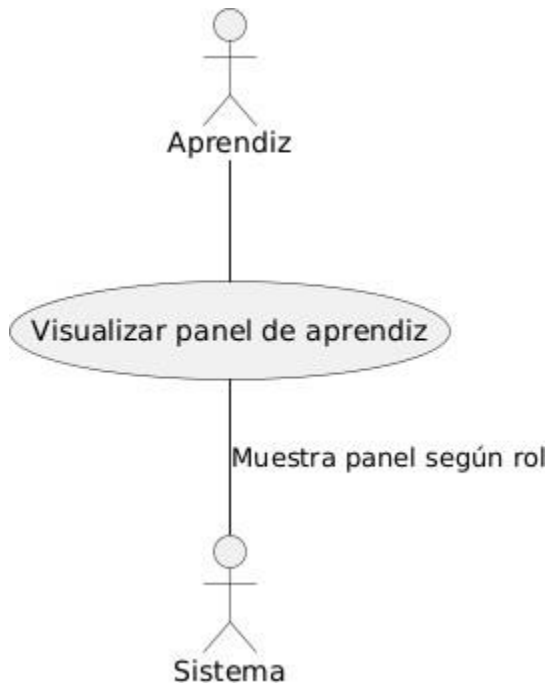 Aprendiz
Visualizar panel de aprendiz
Muestra panel según rol
Sistema